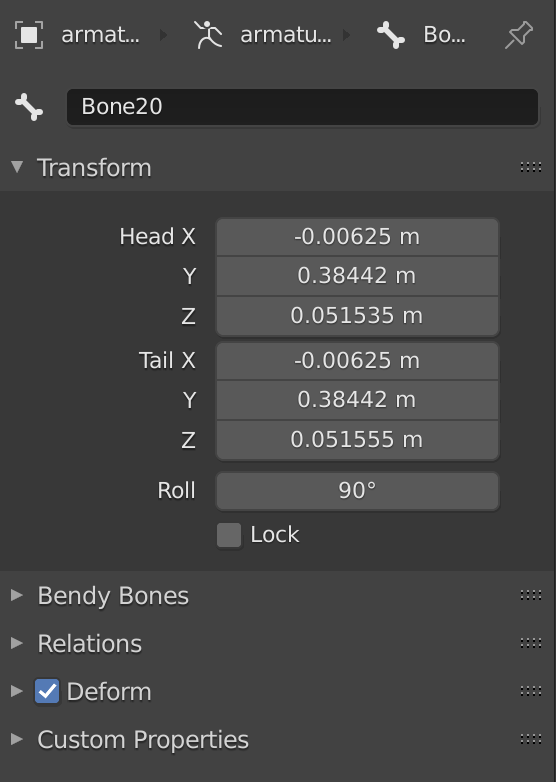 armat... armatu... Bo...
Bone20
Transform
Head X -0.00625 m
Y 0.38442 m
Z 0.051535 m
Tail X -0.00625 m
Y 0.38442 m
Z 0.051555 m
Roll 90°
Lock
Bendy Bones
Relations
Deform
Custom Properties